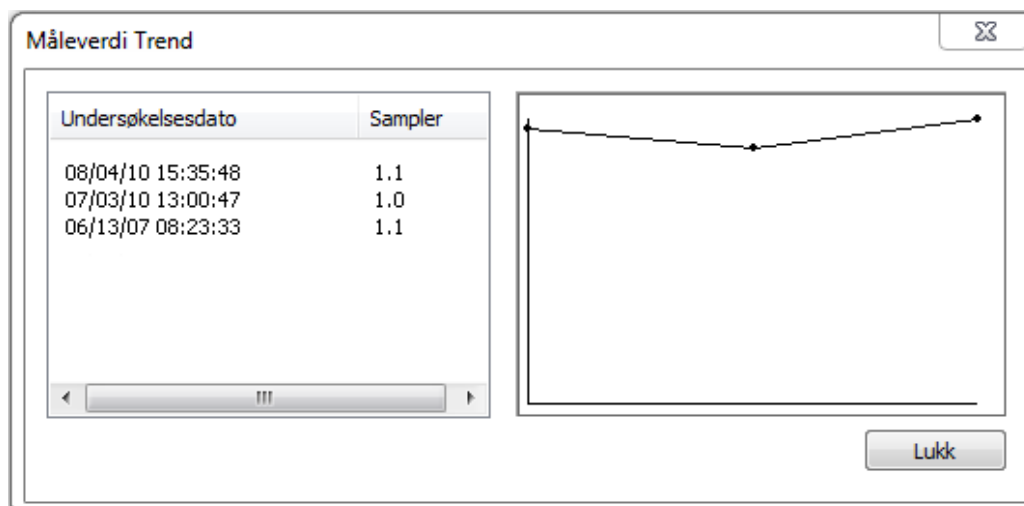 Måleverdi Trend
Undersøkelsesdato Sampler
08/04/10 15:35:48 1.1
07/03/10 13:00:47 1.0
06/13/07 08:23:33 1.1
Lukk